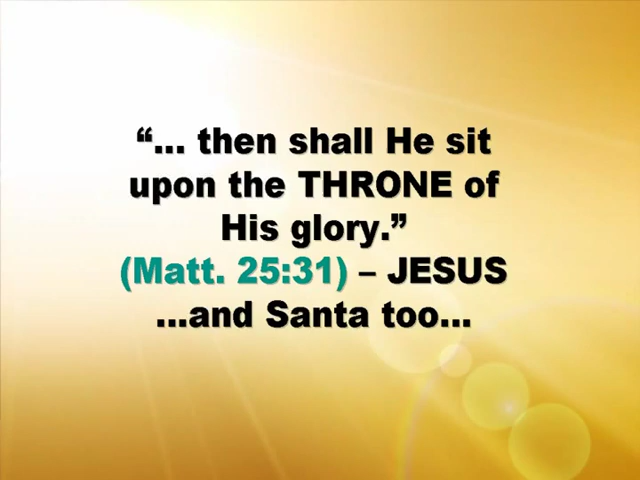 “... then shall He sit
upon the THRONE of
His glory.”
(Matt. 25:31) – JESUS
...and Santa too...